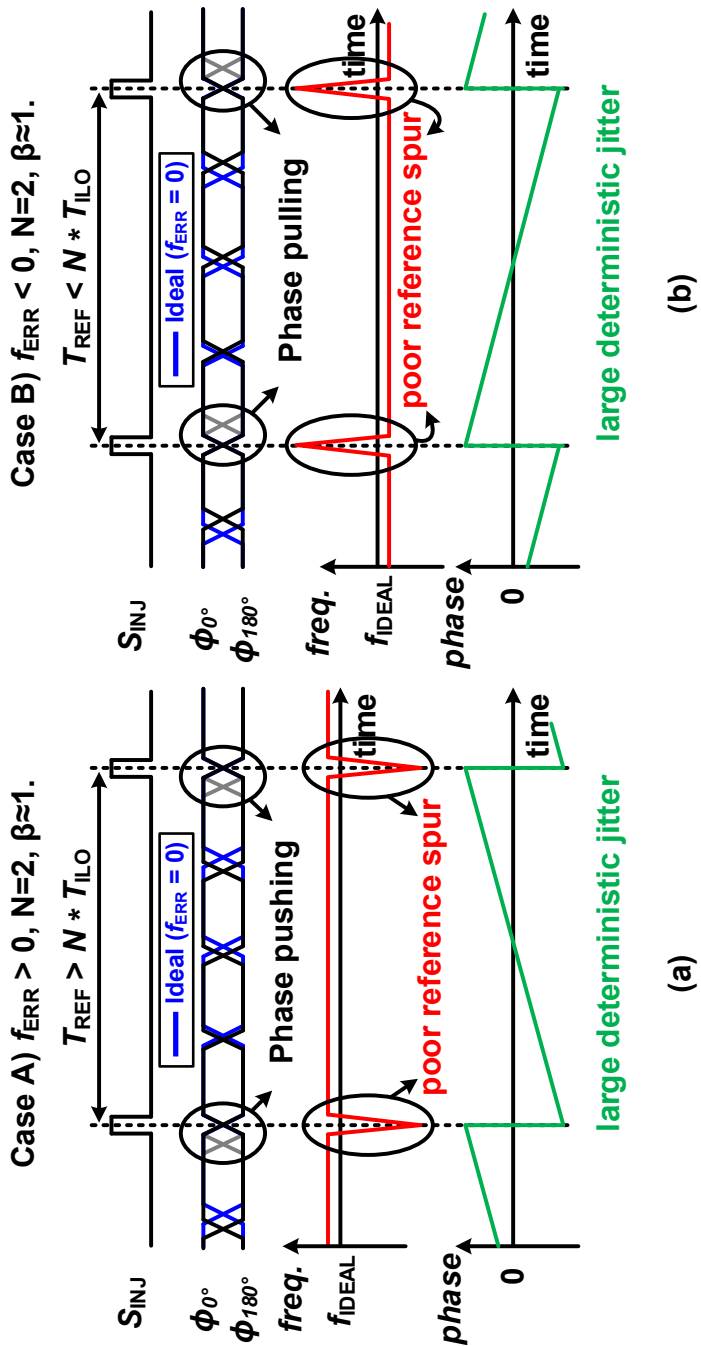 Case A) fERR > 0, N=2, β≈1.
TREF > N * TILO
SINJ
Ideal (fERR = 0)
ϕ0°
ϕ180°
Phase pushing
freq.
fIDEAL
time
poor reference spur
phase
0
time
large deterministic jitter
(a)
Case B) fERR < 0, N=2, β≈1.
TREF < N * TILO
SINJ
Ideal (fERR = 0)
ϕ0°
ϕ180°
Phase pulling
freq.
fIDEAL
time
poor reference spur
phase
0
time
large deterministic jitter
(b)